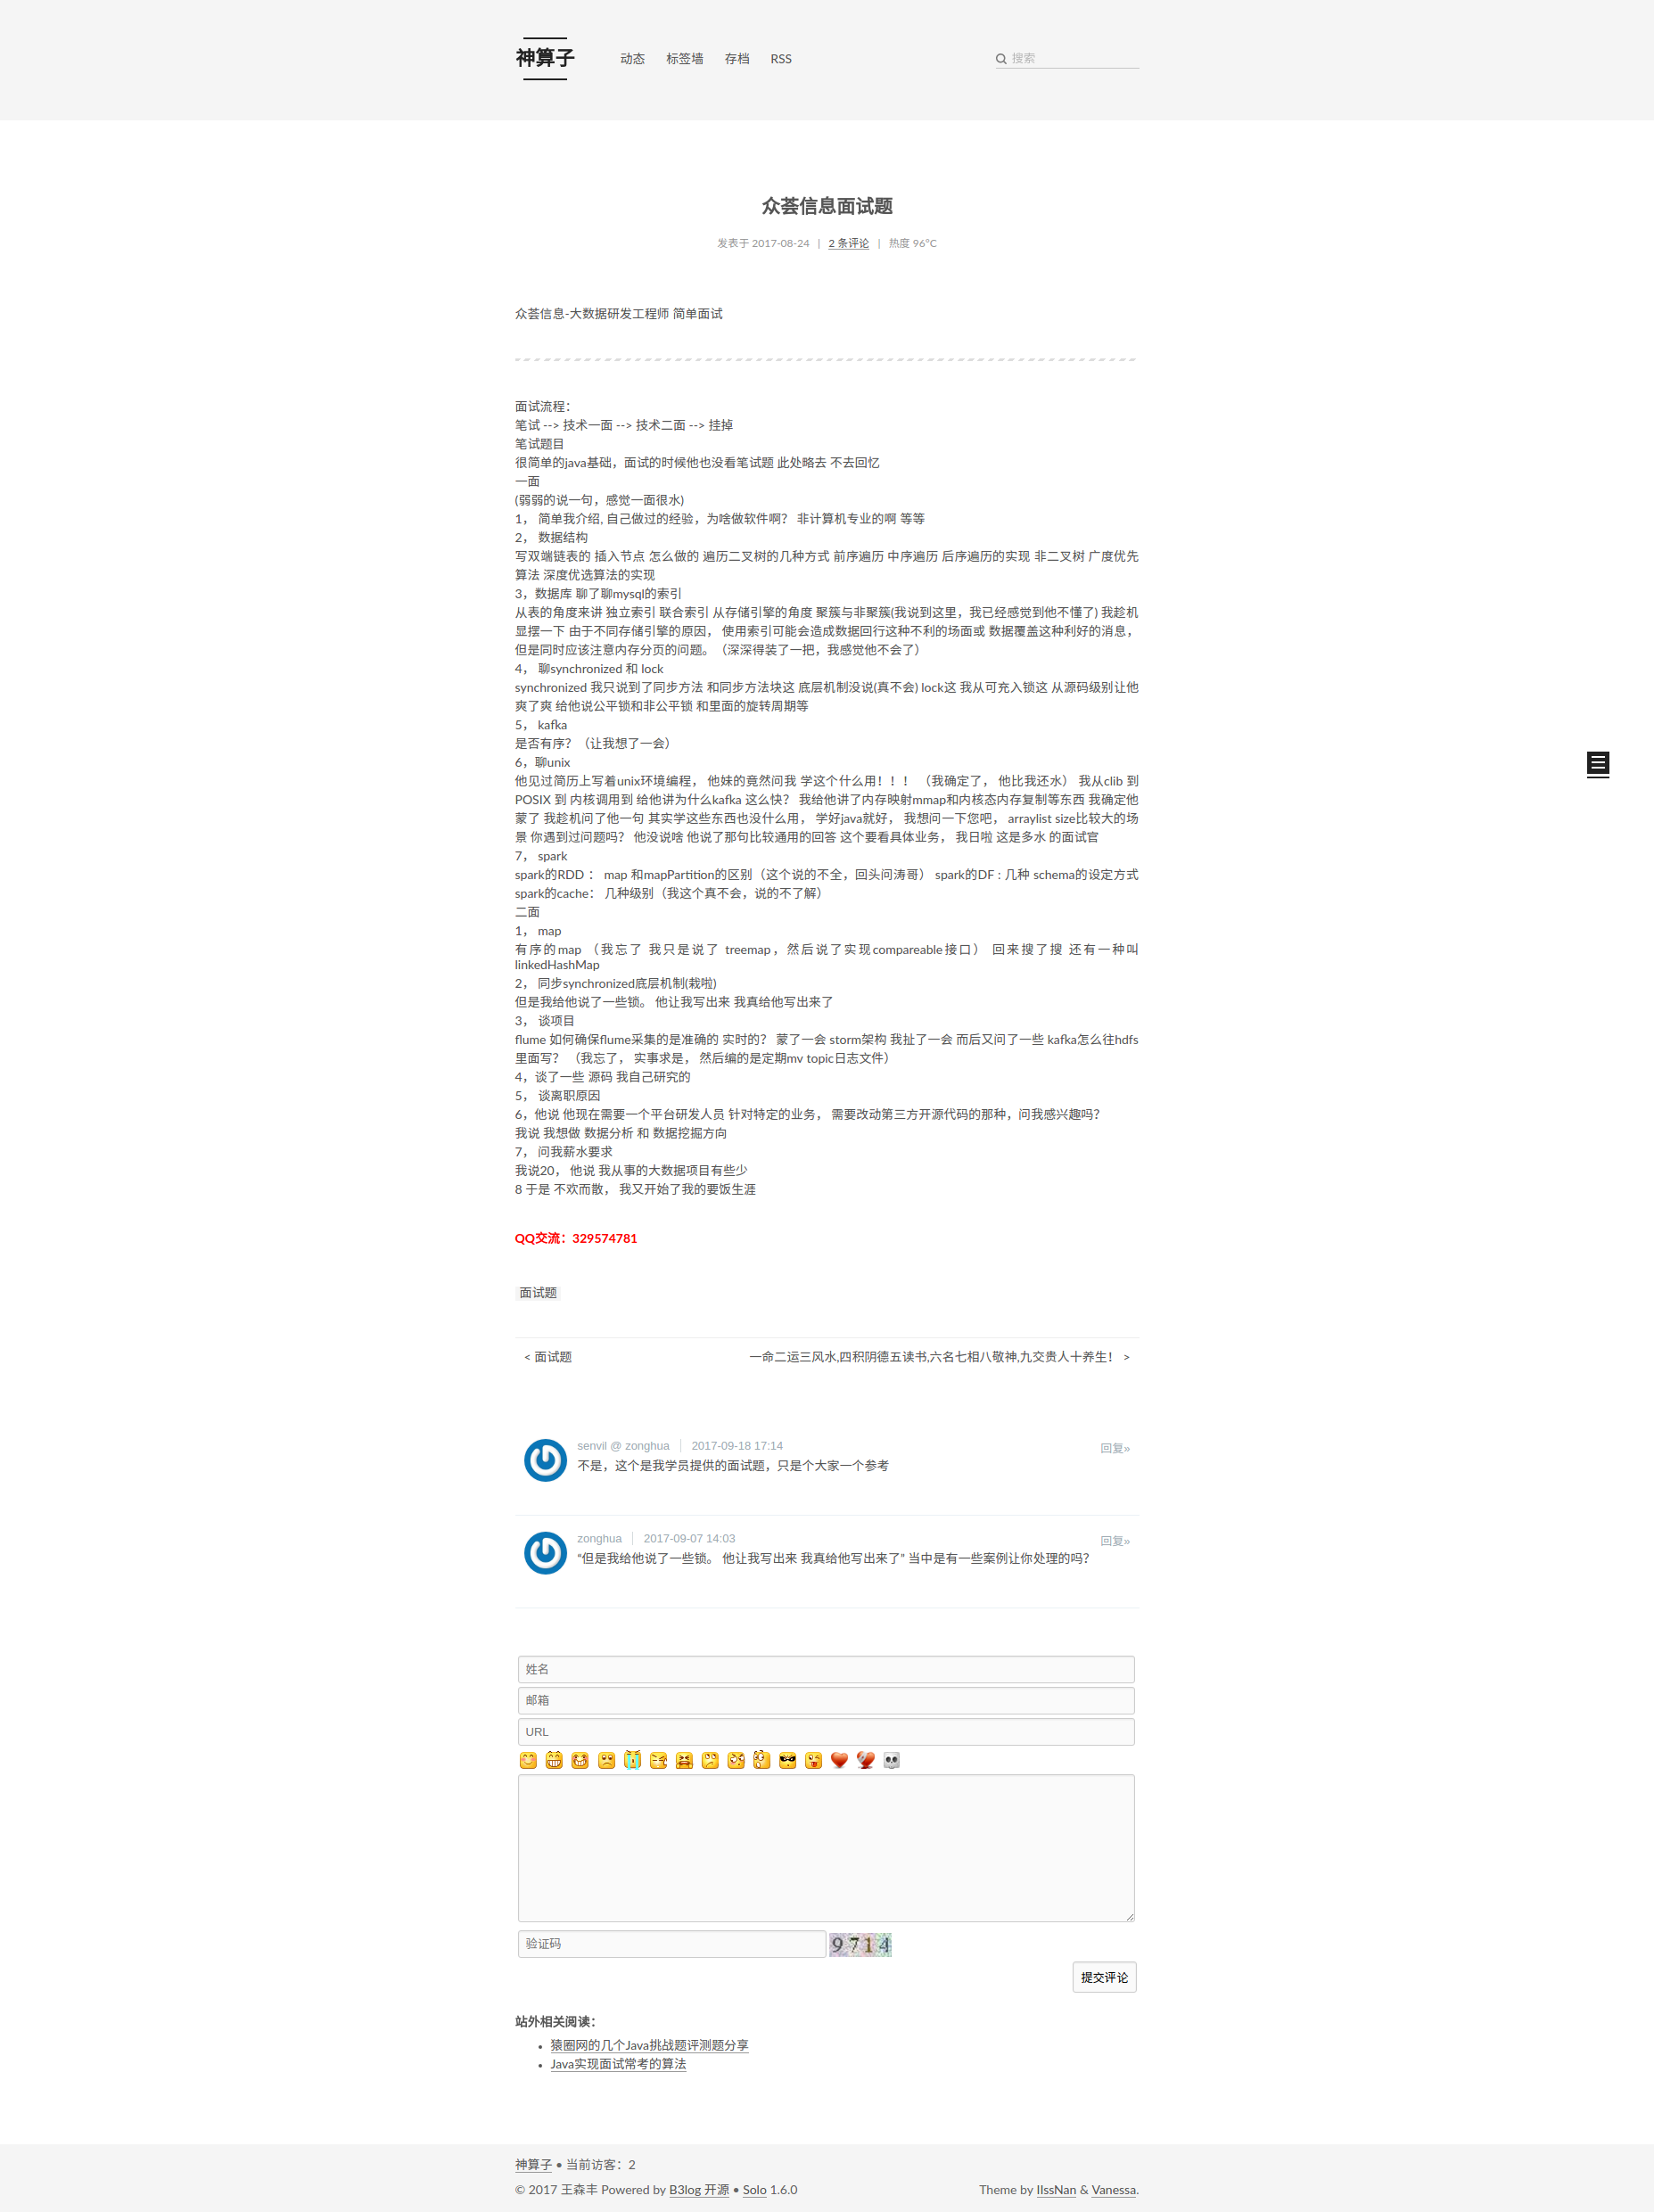 神算子
动态 标签墙 存档 RSS
搜索
众荟信息面试题
发表于 2017-08-24 | 2 条评论 | 热度 96°C
众荟信息-大数据研发工程师 简单面试
面试流程：
笔试 --> 技术一面 --> 技术二面 --> 挂掉
笔试题目
很简单的java基础，面试的时候他也没看笔试题 此处略去 不去回忆
一面
(弱弱的说一句，感觉一面很水)
1， 简单我介绍, 自己做过的经验，为啥做软件啊？ 非计算机专业的啊 等等
2， 数据结构
写双端链表的 插入节点 怎么做的 遍历二叉树的几种方式 前序遍历 中序遍历 后序遍历的实现 非二叉树 广度优先
算法 深度优选算法的实现
3，数据库 聊了聊mysql的索引
从表的角度来讲 独立索引 联合索引 从存储引擎的角度 聚簇与非聚簇(我说到这里，我已经感觉到他不懂了) 我趁机
显摆一下 由于不同存储引擎的原因， 使用索引可能会造成数据回行这种不利的场面或 数据覆盖这种利好的消息，
但是同时应该注意内存分页的问题。（深深得装了一把，我感觉他不会了）
4， 聊synchronized 和 lock
synchronized 我只说到了同步方法 和同步方法块这 底层机制没说(真不会) lock这 我从可充入锁这 从源码级别让他
爽了爽 给他说公平锁和非公平锁 和里面的旋转周期等
5， kafka
是否有序？（让我想了一会）
6，聊unix
他见过简历上写着unix环境编程， 他妹的竟然问我 学这个什么用！！！ （我确定了， 他比我还水） 我从clib 到
POSIX 到 内核调用到 给他讲为什么kafka 这么快？ 我给他讲了内存映射mmap和内核态内存复制等东西 我确定他
蒙了 我趁机问了他一句 其实学这些东西也没什么用， 学好java就好， 我想问一下您吧， arraylist size比较大的场
景 你遇到过问题吗？ 他没说啥 他说了那句比较通用的回答 这个要看具体业务， 我日啦 这是多水 的面试官
7， spark
spark的RDD ： map 和mapPartition的区别（这个说的不全，回头问涛哥） spark的DF : 几种 schema的设定方式
spark的cache： 几种级别（我这个真不会，说的不了解）
二面
1， map
有序的map （我忘了 我只是说了 treemap，然后说了实现compareable接口） 回来搜了搜 还有一种叫
linkedHashMap
2， 同步synchronized底层机制(栽啦)
但是我给他说了一些锁。 他让我写出来 我真给他写出来了
3， 谈项目
flume 如何确保flume采集的是准确的 实时的？ 蒙了一会 storm架构 我扯了一会 而后又问了一些 kafka怎么往hdfs
里面写？ （我忘了， 实事求是， 然后编的是定期mv topic日志文件）
4，谈了一些 源码 我自己研究的
5， 谈离职原因
6，他说 他现在需要一个平台研发人员 针对特定的业务， 需要改动第三方开源代码的那种，问我感兴趣吗？
我说 我想做 数据分析 和 数据挖掘方向
7， 问我薪水要求
我说20， 他说 我从事的大数据项目有些少
8 于是 不欢而散， 我又开始了我的要饭生涯
QQ交流：329574781
面试题
< 面试题 一命二运三风水,四积阴德五读书,六名七相八敬神,九交贵人十养生！ >
senvil @ zonghua | 2017-09-18 17:14 回复»
不是，这个是我学员提供的面试题，只是个大家一个参考
zonghua | 2017-09-07 14:03 回复»
"但是我给他说了一些锁。 他让我写出来 我真给他写出来了" 当中是有一些案例让你处理的吗？
姓名
邮箱
URL
验证码 9714
提交评论
站外相关阅读：
猿圈网的几个Java挑战题评测题分享
Java实现面试常考的算法
神算子 • 当前访客：2
© 2017 王森丰 Powered by B3log 开源 • Solo 1.6.0 Theme by IIssNan & Vanessa.